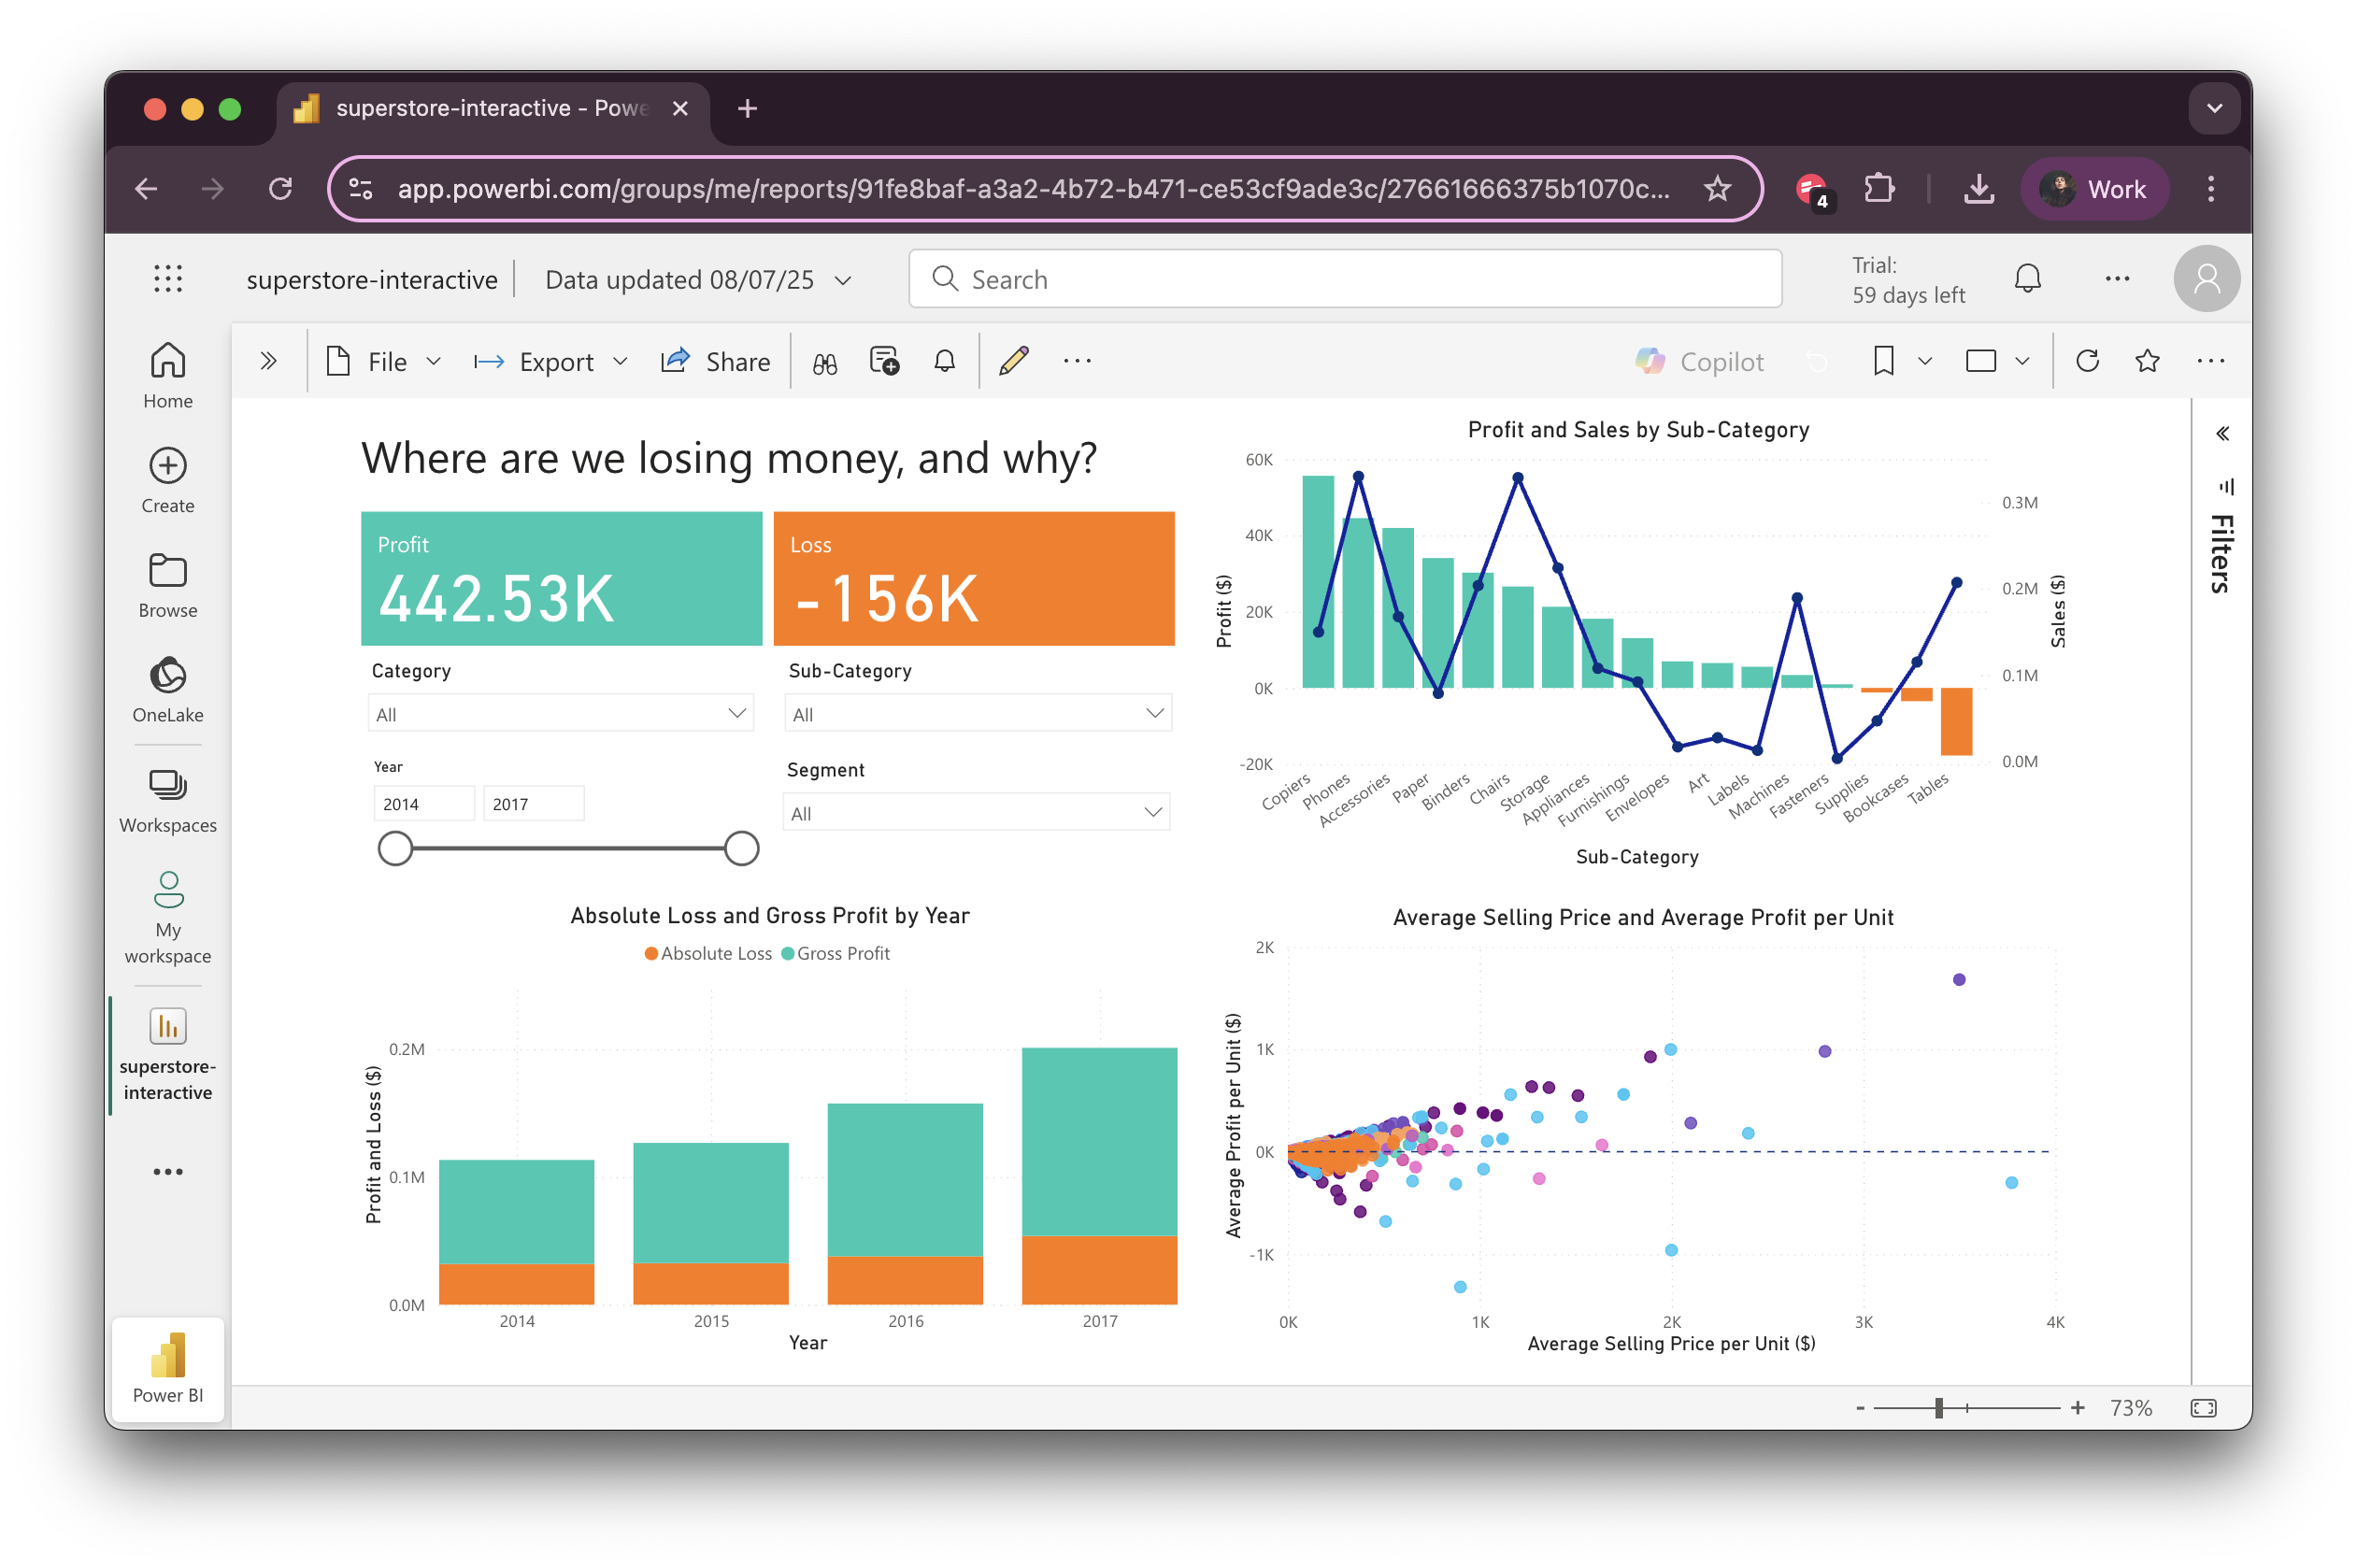 superstore-interactive - Powe
app.powerbi.com/groups/me/reports/91fe8baf-a3a2-4b72-b471-ce53cf9ade3c/27661666375b1070c...
4
Work
superstore-interactive
Data updated 08/07/25
Search
Trial:
59 days left
Home
Create
Browse
OneLake
Workspaces
My
workspace
superstore-
interactive
Power BI
File
Export
Share
Copilot
Where are we losing money, and why?
Profit
442.53K
Loss
-156K
Category
All
Sub-Category
All
Year
2014
2017
Segment
All
Profit and Sales by Sub-Category
Profit ($)
60K
40K
20K
0K
-20K
0.3M
0.2M
0.1M
0.0M
Sales ($)
Copiers
Phones
Accessories
Paper
Binders
Chairs
Storage
Appliances
Furnishings
Envelopes
Art
Labels
Machines
Fasteners
Supplies
Bookcases
Tables
Sub-Category
Filters
Absolute Loss and Gross Profit by Year
Absolute Loss
Gross Profit
Profit and Loss ($)
0.2M
0.1M
0.0M
2014
2015
2016
2017
Year
Average Selling Price and Average Profit per Unit
Average Profit per Unit ($)
2K
1K
0K
-1K
0K
1K
2K
3K
4K
Average Selling Price per Unit ($)
73%